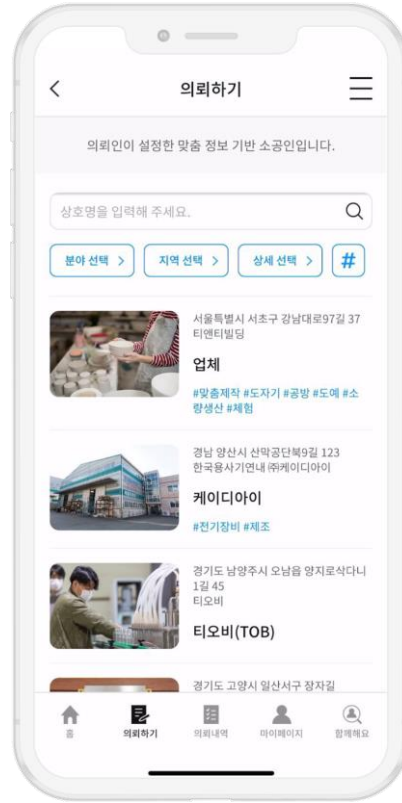 의뢰하기
의뢰인이 설정한 맞춤 정보 기반 소공인입니다.
상호명을 입력해 주세요.
분야 선택 >
지역 선택 >
상세 선택 >
#
서울특별시 서초구 강남대로97길 37
티앤티빌딩
업체
#맞춤제작 #도자기 #공방 #도예 #소
량생산 #체험
경남 양산시 산막공단북9길 123
한국용사기연내 ㈜케이디아이
케이디아이
#전기장비 #제조
경기도 남양주시 오남읍 양지로삭다니
1길 45
티오비
티오비(TOB)
경기도 고양시 일산서구 장자길
홈
의뢰하기
의뢰내역
마이페이지
함께해요